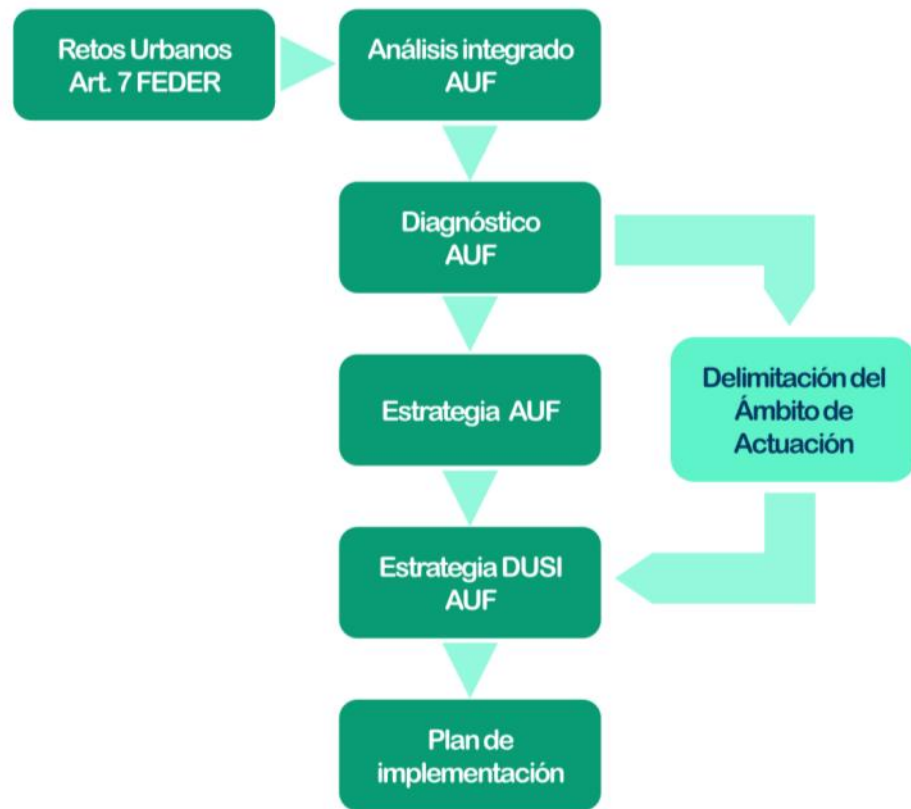 Retos Urbanos
Art. 7 FEDER
Análisis integrado
AUF
Diagnóstico
AUF
Estrategia AUF
Delimitación del
Ámbito de
Actuación
Estrategia DUSI
AUF
Plan de
implementación